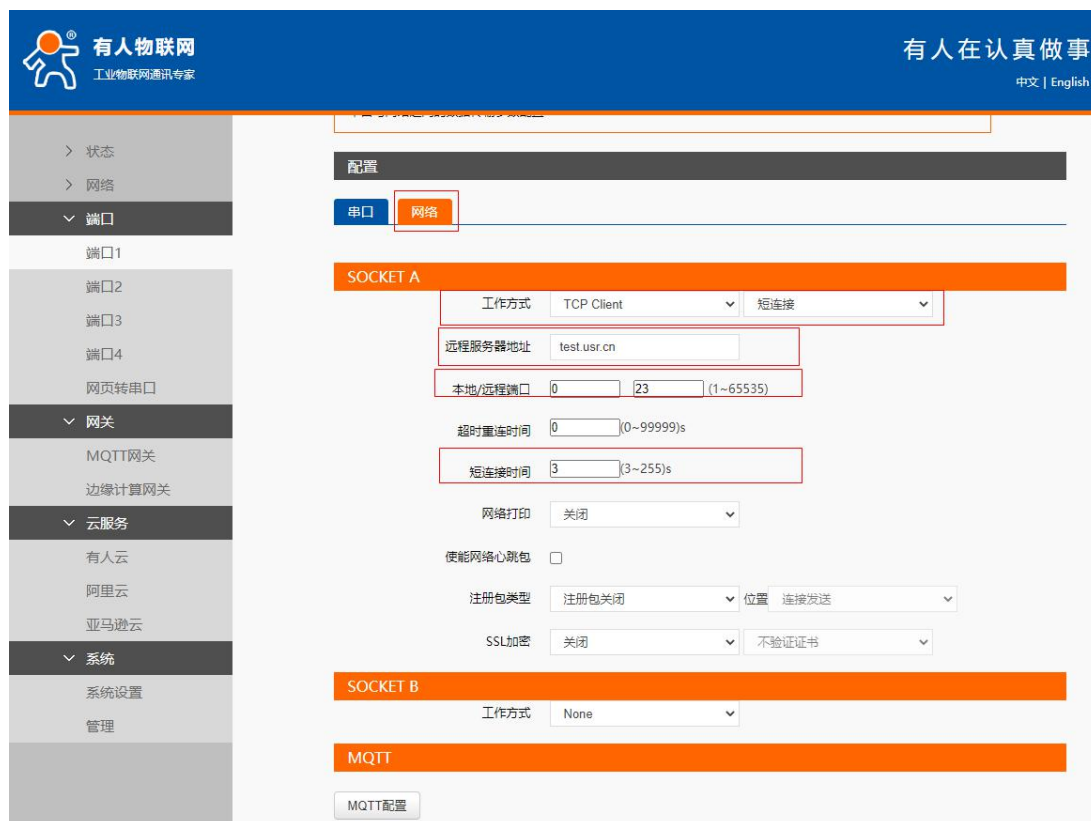 ®
有人物联网
工业物联网通讯专家
有人在认真做事
中文 | English
状态
网络
端口
端口1
端口2
端口3
端口4
网页转串口
网关
MQTT网关
边缘计算网关
云服务
有人云
阿里云
亚马逊云
系统
系统设置
管理
配置
串口 网络
SOCKET A
工作方式 TCP Client 短连接
远程服务器地址 test.usr.cn
本地/远程端口 0 23 (1~65535)
超时重连时间 0 (0~99999)s
短连接时间 3 (3~255)s
网络打印 关闭
使能网络心跳包
注册包类型 注册包关闭 位置 连接发送
SSL加密 关闭 不验证证书
SOCKET B
工作方式 None
MQTT
MQTT配置